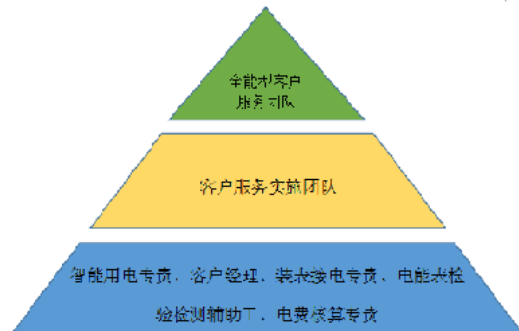 全能型客户
服务团队
客户服务实施团队
智能用电专责、客户经理、装表接电专责、电能表检
验检测辅助工、电费核算专责